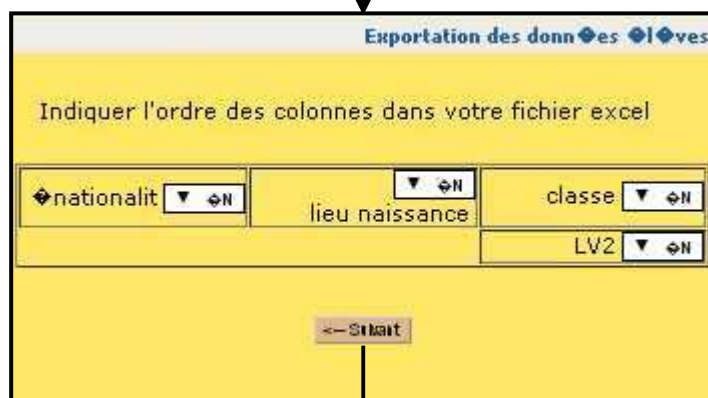 Exportation des donn�es �l�ves
Indiquer l'ordre des colonnes dans votre fichier excel
�nationalit ▼ �N
▼ �N
lieu naissance
classe ▼ �N
LV2 ▼ �N
<-- Suivant